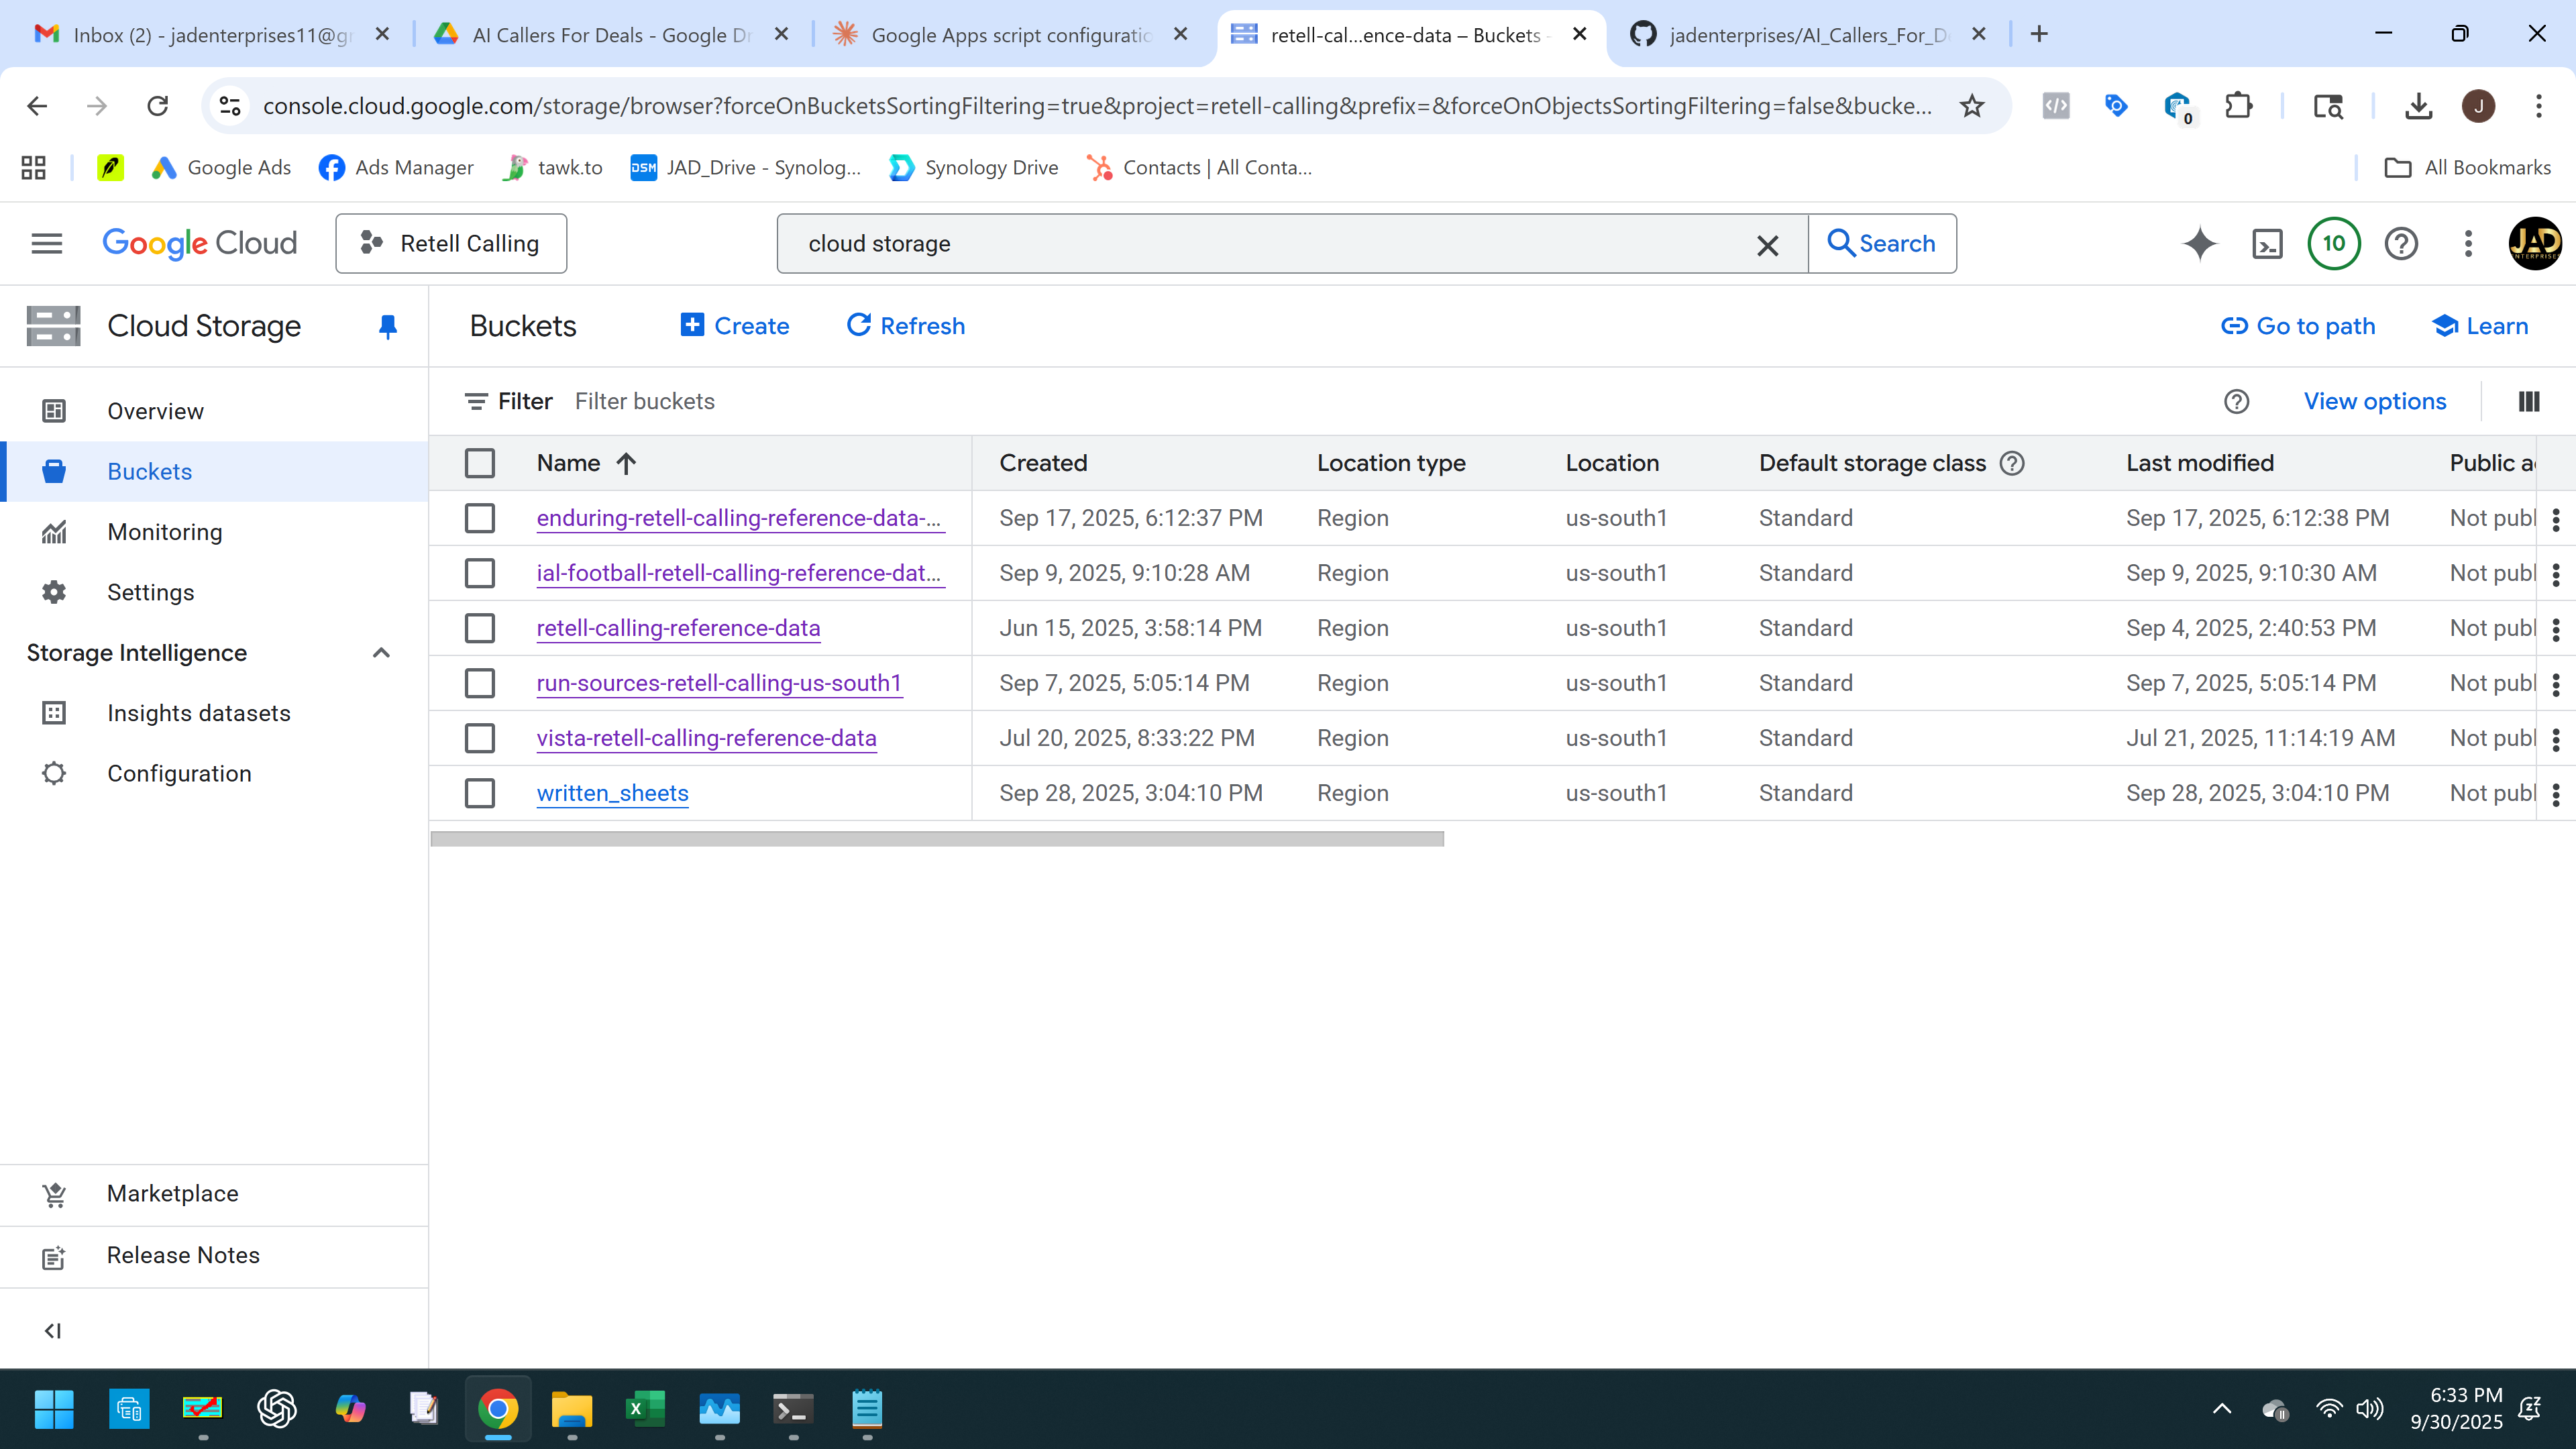 Inbox (2) - jadenterprises11@gr
AI Callers For Deals - Google Dr
Google Apps script configuratio
retell-cal...ence-data – Buckets -
jadenterprises/AI_Callers_For_De
console.cloud.google.com/storage/browser?forceOnBucketsSortingFiltering=true&project=retell-calling&prefix=&forceOnObjectsSortingFiltering=false&bucke...
0
J
Google Ads
Ads Manager
tawk.to
DSM
JAD_Drive - Synolog...
Synology Drive
Contacts | All Conta...
All Bookmarks
Google Cloud
Retell Calling
cloud storage
Search
10
JAD
ENTERPRISES
Cloud Storage
Buckets
Create
Refresh
Go to path
Learn
Overview
Buckets
Monitoring
Settings
Storage Intelligence
Insights datasets
Configuration
Marketplace
Release Notes
Filter Filter buckets
View options
Name Created Location type Location Default storage class Last modified Public a
enduring-retell-calling-reference-data-... Sep 17, 2025, 6:12:37 PM Region us-south1 Standard Sep 17, 2025, 6:12:38 PM Not publ
ial-football-retell-calling-reference-dat... Sep 9, 2025, 9:10:28 AM Region us-south1 Standard Sep 9, 2025, 9:10:30 AM Not publ
retell-calling-reference-data Jun 15, 2025, 3:58:14 PM Region us-south1 Standard Sep 4, 2025, 2:40:53 PM Not publ
run-sources-retell-calling-us-south1 Sep 7, 2025, 5:05:14 PM Region us-south1 Standard Sep 7, 2025, 5:05:14 PM Not publ
vista-retell-calling-reference-data Jul 20, 2025, 8:33:22 PM Region us-south1 Standard Jul 21, 2025, 11:14:19 AM Not publ
written_sheets Sep 28, 2025, 3:04:10 PM Region us-south1 Standard Sep 28, 2025, 3:04:10 PM Not publ
6:33 PM
9/30/2025